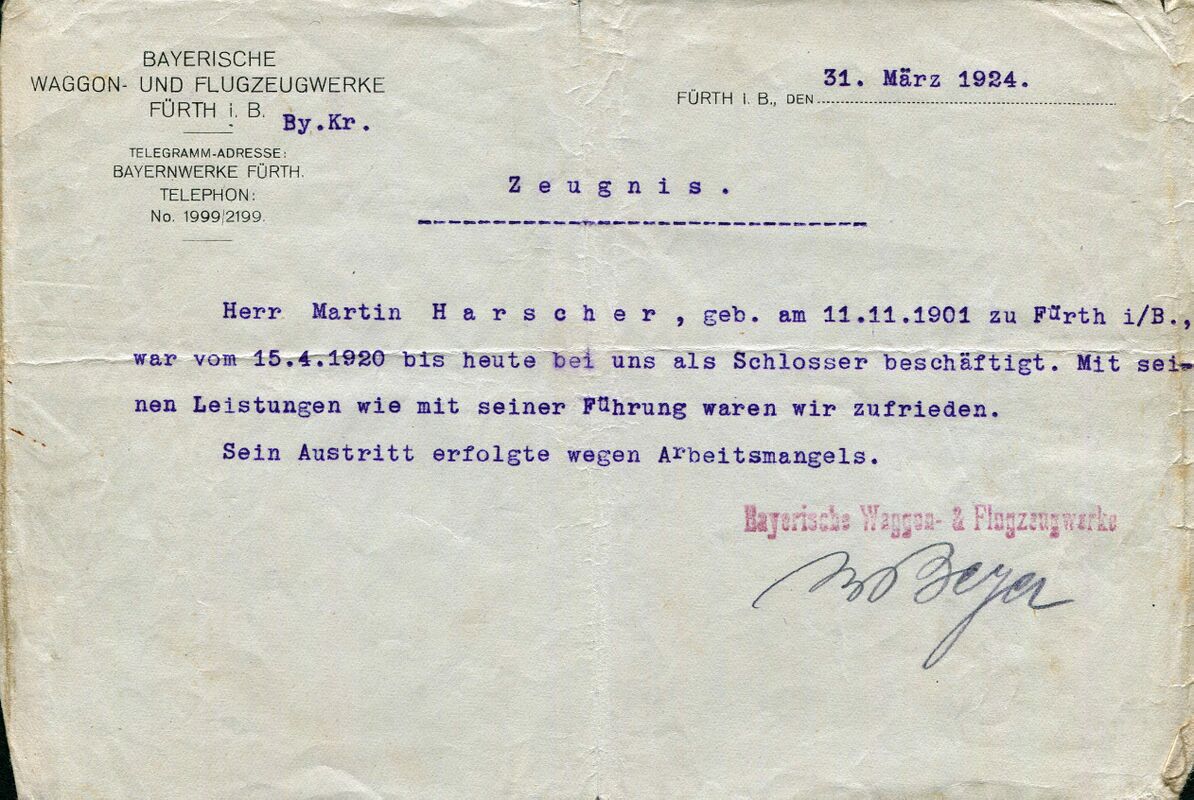 BAYERISCHE
WAGGON- UND FLUGZEUGWERKE
FÜRTH i. B.
By.Kr.
TELEGRAMM-ADRESSE:
BAYERNWERKE FÜRTH.
TELEPHON:
No. 1999/2199.
31. März 1924.
FÜRTH i. B., DEN
Zeugnis.
Herr Martin Harscher, geb. am 11.11.1901 zu Fürth i/B.,
war vom 15.4.1920 bis heute bei uns als Schlosser beschäftigt. Mit sei-
nen Leistungen wie mit seiner Führung waren wir zufrieden.
Sein Austritt erfolgte wegen Arbeitsmangels.
Bayerische Waggon- & Flugzeugwerke
Beyer